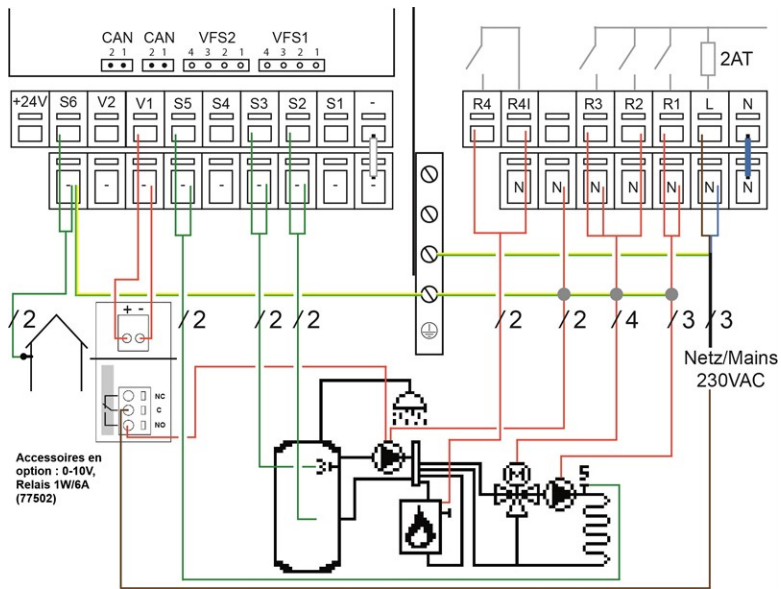 CAN CAN VFS2 VFS1
2 1 2 1 4 3 2 1 4 3 2 1
2AT
+24V S6 V2 V1 S5 S4 S3 S2 S1 -
R4 R4I R3 R2 R1 L N
- - - - - - - - -
N N N N N N N
+ -
2 2 2 2 2 2 4 3 3
Netz/Mains
230VAC
NC
C
NO
Accessoires en
option : 0-10V,
Relais 1W/6A
(77502)
M S